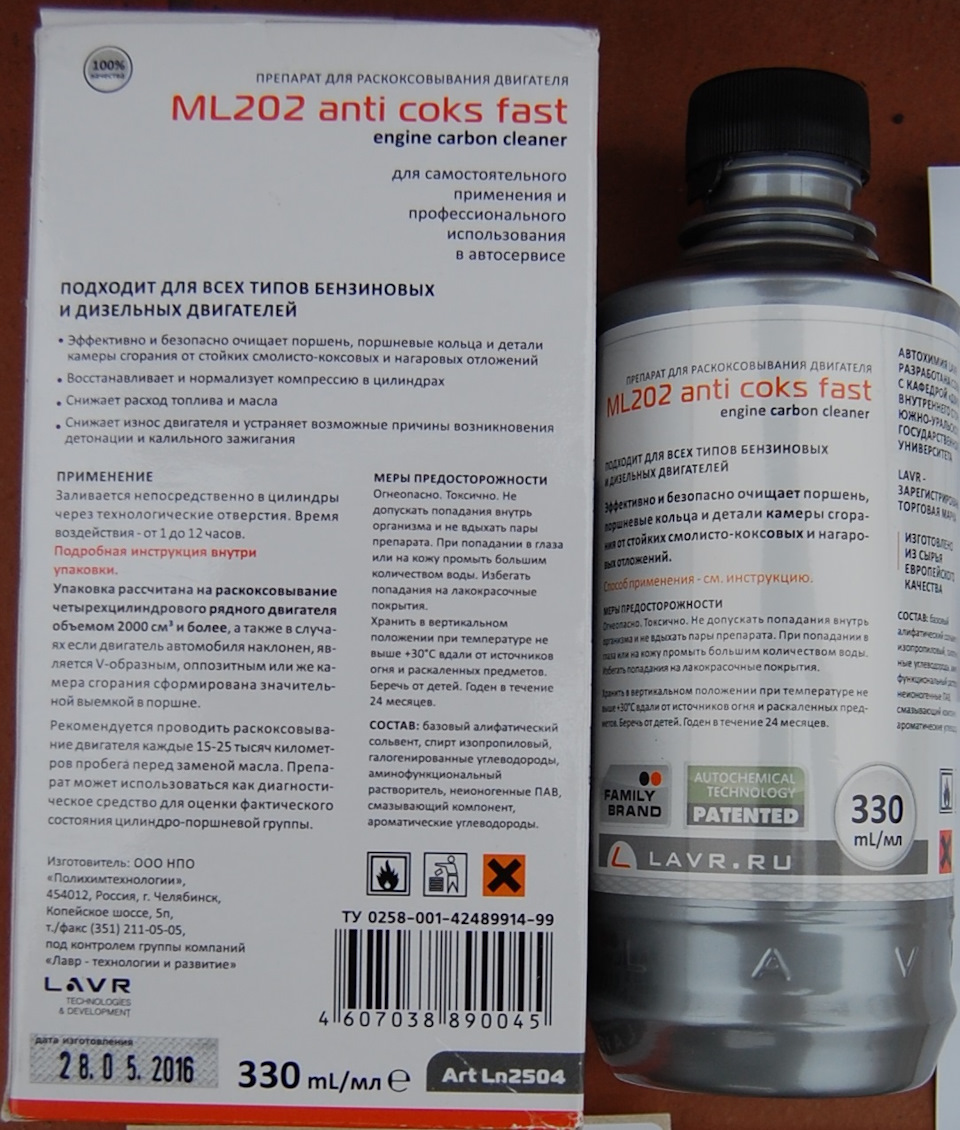 100%
качества
ПРЕПАРАТ ДЛЯ РАСКОКСОВЫВАНИЯ ДВИГАТЕЛЯ
ML202 anti coks fast
engine carbon cleaner
для самостоятельного
применения и
профессионального
использования
в автосервисе
ПОДХОДИТ ДЛЯ ВСЕХ ТИПОВ БЕНЗИНОВЫХ
И ДИЗЕЛЬНЫХ ДВИГАТЕЛЕЙ
• Эффективно и безопасно очищает поршень, поршневые кольца и детали
камеры сгорания от стойких смолисто-коксовых и нагаровых отложений
• Восстанавливает и нормализует компрессию в цилиндрах
• Снижает расход топлива и масла
• Снижает износ двигателя и устраняет возможные причины возникновения
детонации и калильного зажигания
ПРИМЕНЕНИЕ
Заливается непосредственно в цилиндры
через технологические отверстия. Время
воздействия - от 1 до 12 часов.
Подробная инструкция внутри
упаковки.
Упаковка рассчитана на раскоксовывание
четырехцилиндрового рядного двигателя
объемом 2000 см³ и более, а также в случа-
ях если двигатель автомобиля наклонен, яв-
ляется V-образным, оппозитным или же ка-
мера сгорания сформирована значитель-
ной выемкой в поршне.
Рекомендуется проводить раскоксовыва-
ние двигателя каждые 15-25 тысяч километ-
ров пробега перед заменой масла. Препа-
рат может использоваться как диагности-
ческое средство для оценки фактического
состояния цилиндро-поршневой группы.
МЕРЫ ПРЕДОСТОРОЖНОСТИ
Огнеопасно. Токсично. Не
допускать попадания внутрь
организма и не вдыхать пары
препарата. При попадании в глаза
или на кожу промыть большим
количеством воды. Избегать
попадания на лакокрасочные
покрытия.
Хранить в вертикальном
положении при температуре не
выше +30°С вдали от источников
огня и раскаленных предметов.
Беречь от детей. Годен в течение
24 месяцев.
СОСТАВ: базовый алифатический
сольвент, спирт изопропиловый,
галогенированные углеводороды,
аминофункциональный
растворитель, неионогенные ПАВ,
смазывающий компонент,
ароматические углеводороды.
Изготовитель: ООО НПО
«Полихимтехнологии»,
454012, Россия, г. Челябинск,
Копейское шоссе, 5п,
т./факс (351) 211-05-05,
под контролем группы компаний
«Лавр - технологии и развитие»
LAVR
TECHNOLOGIES
& DEVELOPMENT
ТУ 0258-001-42489914-99
4 607038 890045
дата изготовления
28.05.2016
330 mL/мл ℮
Art Ln2504
ПРЕПАРАТ ДЛЯ РАСКОКСОВЫВАНИЯ ДВИГАТЕЛЯ
ML202 anti coks fast
engine carbon cleaner
ПОДХОДИТ ДЛЯ ВСЕХ ТИПОВ БЕНЗИНОВЫХ
И ДИЗЕЛЬНЫХ ДВИГАТЕЛЕЙ
Эффективно и безопасно очищает поршень,
поршневые кольца и детали камеры сгора-
ния от стойких смолисто-коксовых и нагаро-
вых отложений.
Способ применения - см. инструкцию.
МЕРЫ ПРЕДОСТОРОЖНОСТИ
Огнеопасно. Токсично. Не допускать попадания внутрь
организма и не вдыхать пары препарата. При попадании в
глаза или на кожу промыть большим количеством воды.
Избегать попадания на лакокрасочные покрытия.
Хранить в вертикальном положении при температуре не
выше +30°С вдали от источников огня и раскаленных пред-
метов. Беречь от детей. Годен в течение 24 месяцев.
FAMILY
BRAND
AUTOCHEMICAL
TECHNOLOGY
PATENTED
330
mL/мл
LAVR.RU
A V
АВТОХИМИЯ
РАЗРАБОТАНА
С КАФЕДРОЙ
ВНУТРЕННЕГО
ЮЖНО-УРАЛЬСКОГО
ГОСУДАРСТВЕННОГО
УНИВЕРСИТЕТА
LAVR -
ТОРГОВАЯ МАРКА
ИЗГОТОВЛЕНО
ИЗ СЫРЬЯ
ЕВРОПЕЙСКОГО
КАЧЕСТВА
СОСТАВ: базовый
алифатический
изопропиловый,
неионогенные ПАВ,
смазывающий
ароматические